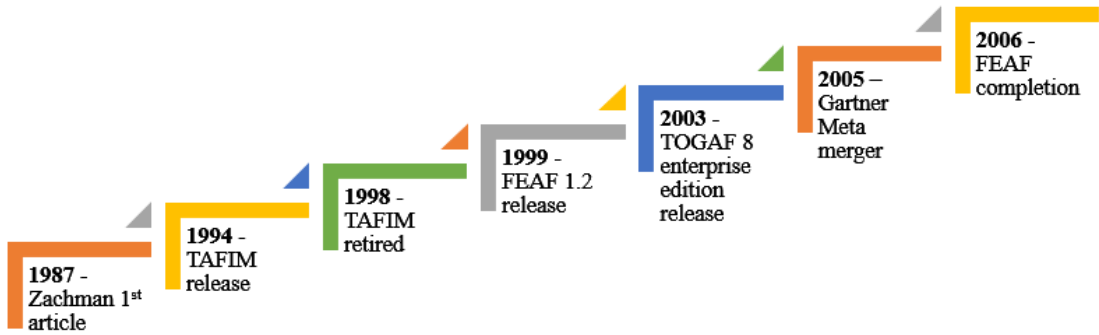 1987 -
Zachman 1st
article
1994 -
TAFIM
release
1998 -
TAFIM
retired
1999 -
FEAF 1.2
release
2003 -
TOGAF 8
enterprise
edition
release
2005 –
Gartner
Meta
merger
2006 -
FEAF
completion